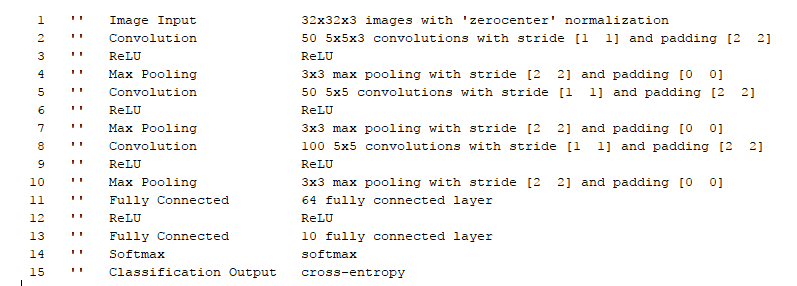 1 '' Image Input 32x32x3 images with 'zerocenter' normalization
2 '' Convolution 50 5x5x3 convolutions with stride [1 1] and padding [2 2]
3 '' ReLU ReLU
4 '' Max Pooling 3x3 max pooling with stride [2 2] and padding [0 0]
5 '' Convolution 50 5x5 convolutions with stride [1 1] and padding [2 2]
6 '' ReLU ReLU
7 '' Max Pooling 3x3 max pooling with stride [2 2] and padding [0 0]
8 '' Convolution 100 5x5 convolutions with stride [1 1] and padding [2 2]
9 '' ReLU ReLU
10 '' Max Pooling 3x3 max pooling with stride [2 2] and padding [0 0]
11 '' Fully Connected 64 fully connected layer
12 '' ReLU ReLU
13 '' Fully Connected 10 fully connected layer
14 '' Softmax softmax
15 '' Classification Output cross-entropy